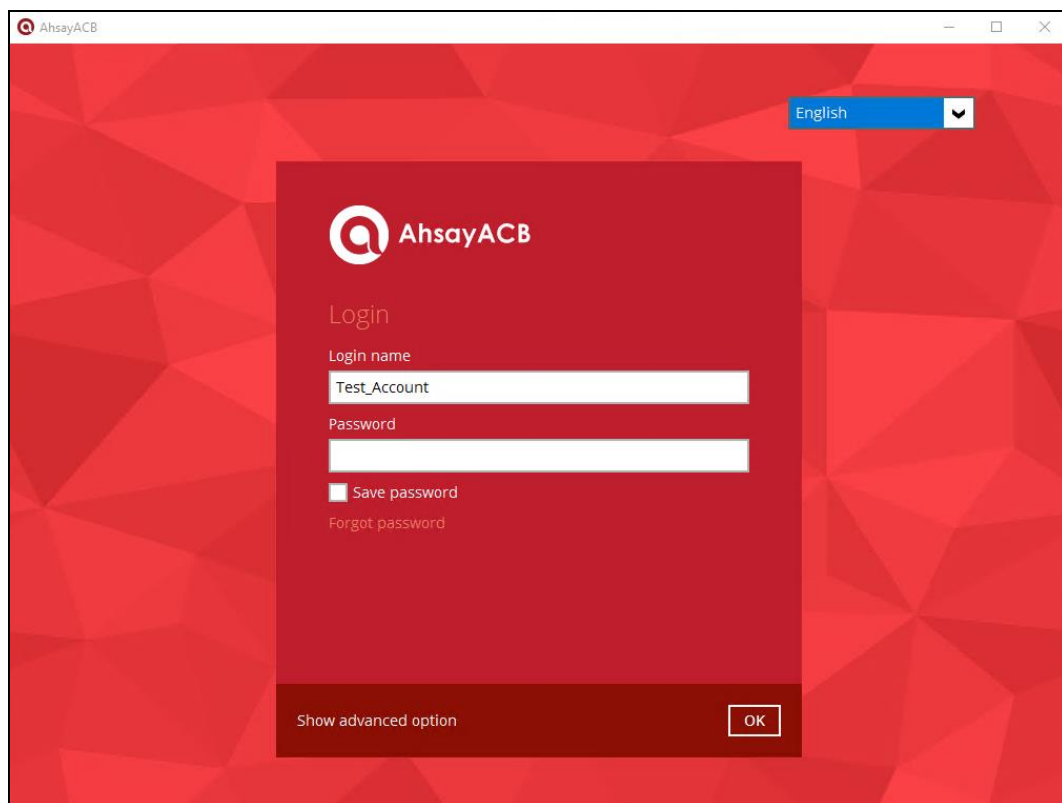 AhsayACB
English
AhsayACB
Login
Login name
Test_Account
Password
Save password
Forgot password
Show advanced option
OK